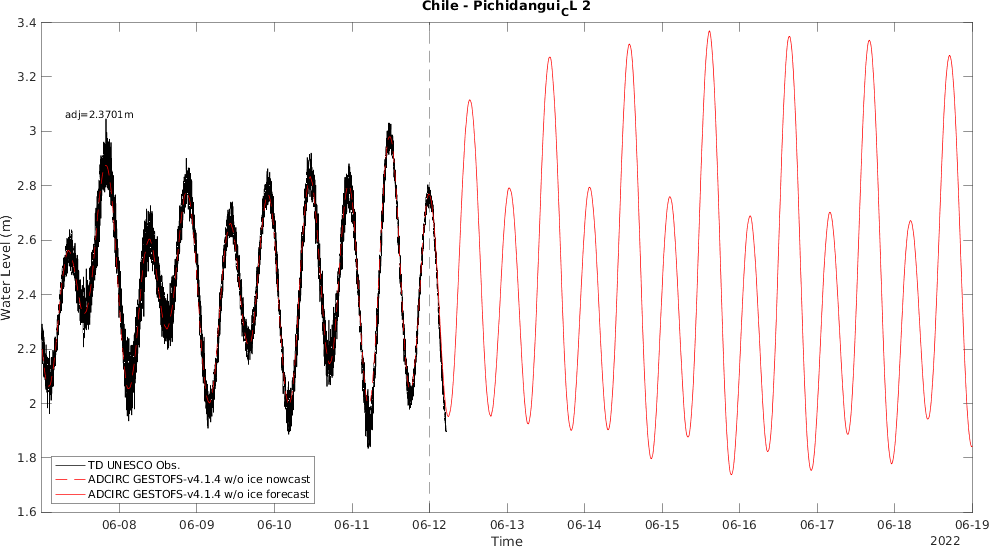 Chile - PichidanguiCL 2
3.4
3.2
3
2.8
2.6
2.4
2.2
2
1.8
1.6
Water Level (m)
adj=2.3701m
TD UNESCO Obs.
ADCIRC GESTOFS-v4.1.4 w/o ice nowcast
ADCIRC GESTOFS-v4.1.4 w/o ice forecast
06-08 06-09 06-10 06-11 06-12 06-13 06-14 06-15 06-16 06-17 06-18 06-19
Time
2022